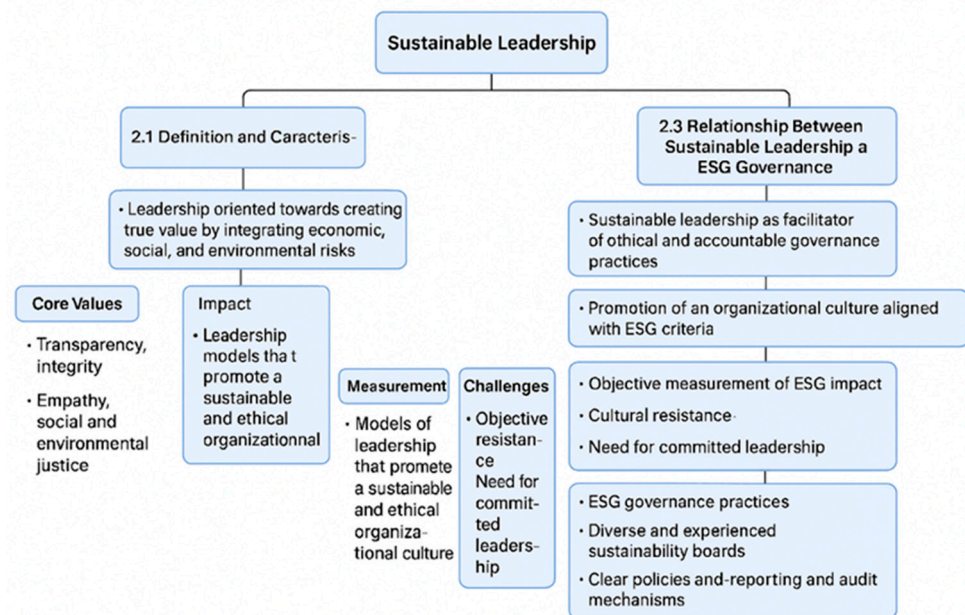 Sustainable Leadership
2.1 Definition and Caracteris-
• Leadership oriented towards creating
true value by integrating economic,
social, and environmental risks
Core Values
• Transparency,
integrity
• Empathy,
social and
environmental
justice
Impact
• Leadership
models tha t
promote a
sustainable
and ethical
organizationnal
Measurement
• Models of
leadership
that promote
a sustainable
and ethical
organiza-
tional culture
Challenges
• Objective
resistan-
ce
Need for
commit-
ted
leaders-
hip
2.3 Relationship Between
Sustainable Leadership a
ESG Governance
• Sustainable leadership as facilitator
of othical and accountable governance
practices
• Promotion of an organizational culture aligned
with ESG criteria
• Objective measurement of ESG impact
• Cultural resistance-
• Need for committed leadership
• ESG governance practices
• Diverse and experienced
sustainability boards
• Clear policies and-reporting and audit
mechanisms